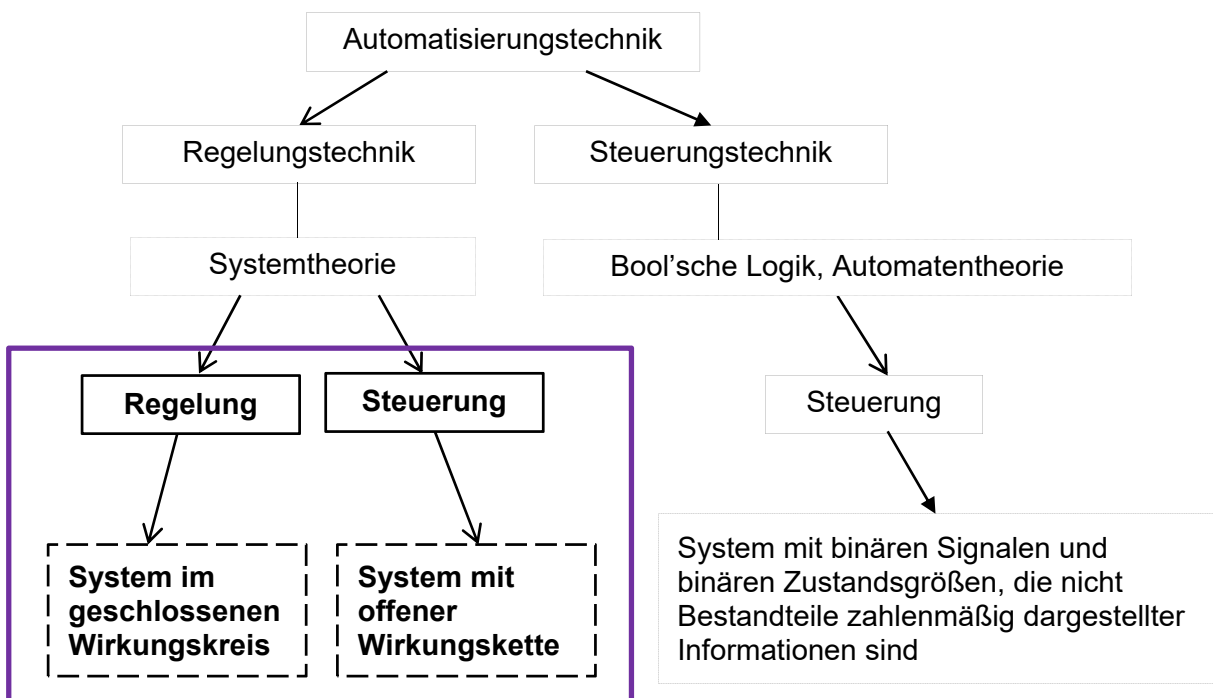 Automatisierungstechnik
Regelungstechnik
Steuerungstechnik
Systemtheorie
Bool’sche Logik, Automatentheorie
Regelung
Steuerung
Steuerung
System im
geschlossenen
Wirkungskreis
System mit
offener
Wirkungskette
System mit binären Signalen und
binären Zustandsgrößen, die nicht
Bestandteile zahlenmäßig dargestellter
Informationen sind